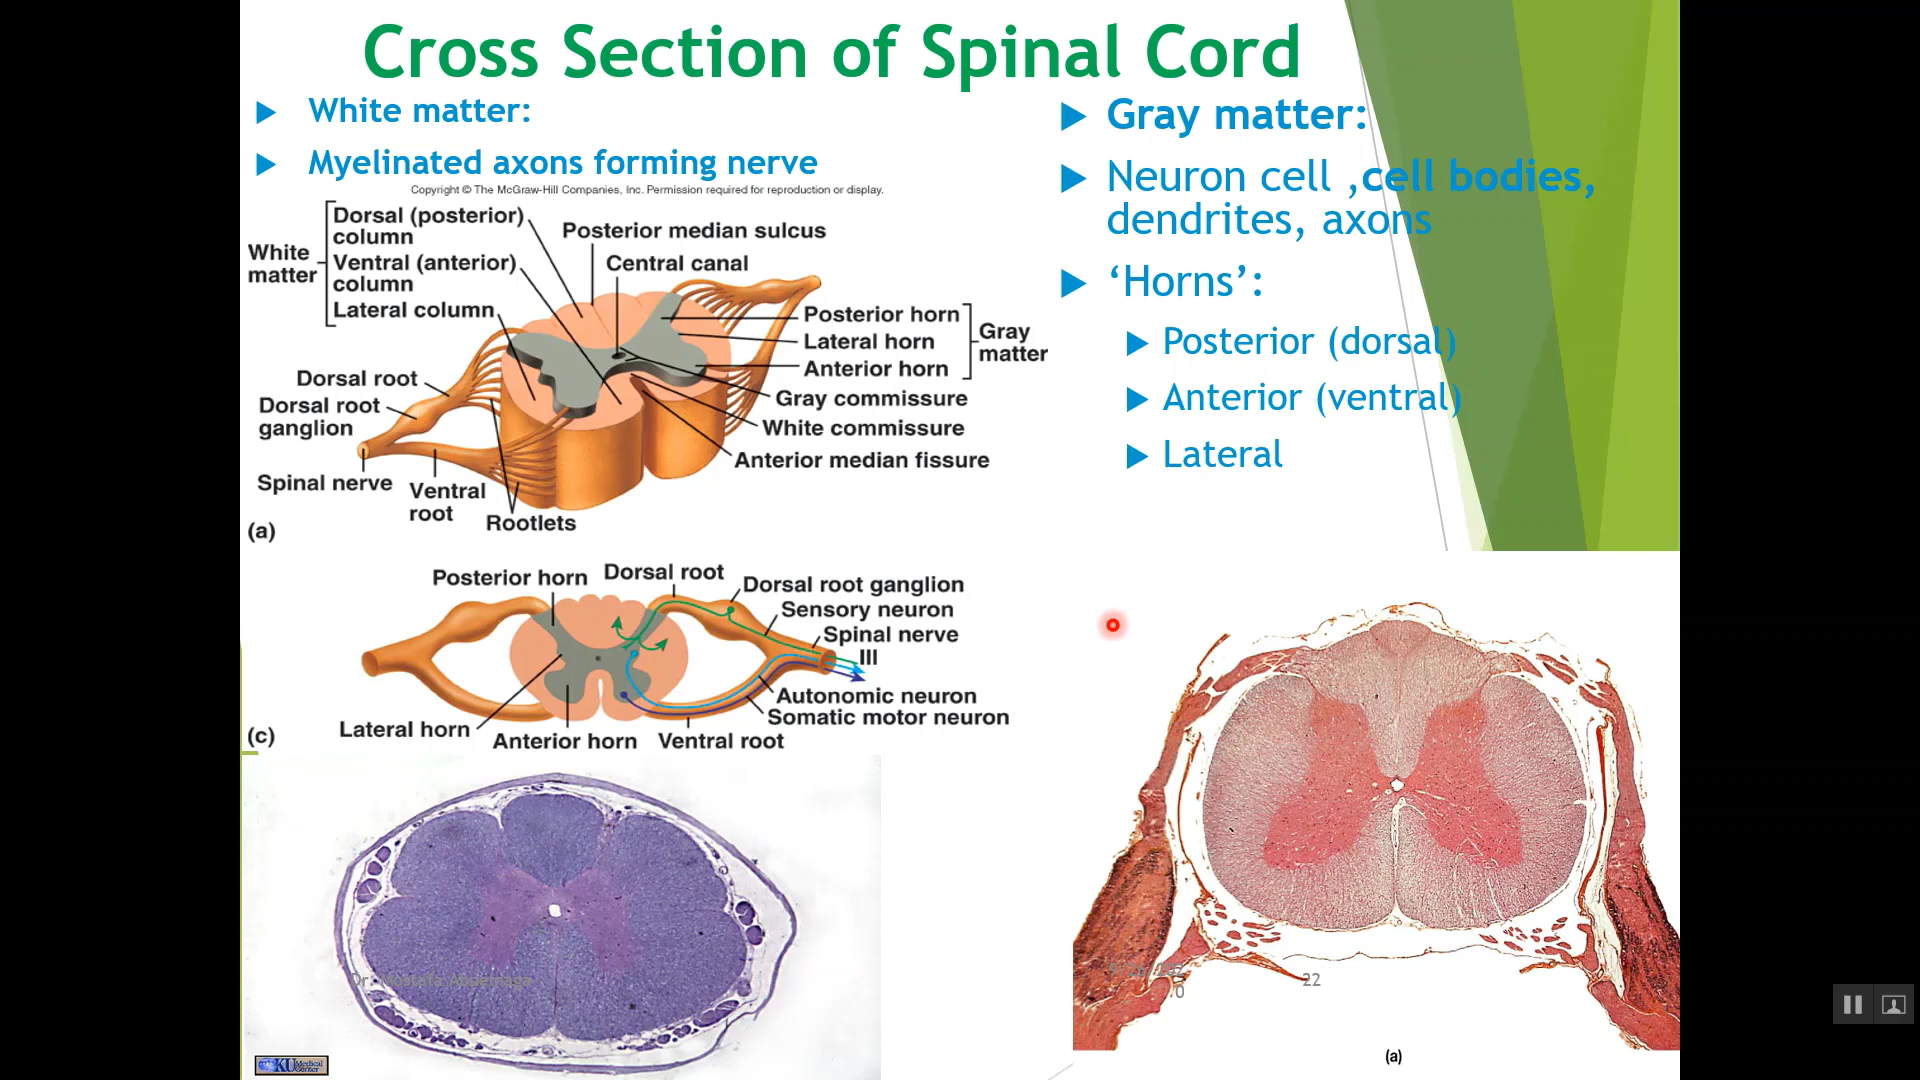 Cross Section of Spinal Cord
White matter:
Myelinated axons forming nerve
Copyright © The McGraw-Hill Companies, Inc. Permission required for reproduction or display.
White
matter
Dorsal (posterior)
column
Ventral (anterior)
column
Lateral column
Posterior median sulcus
Central canal
Posterior horn
Lateral horn
Anterior horn
Gray
matter
Gray commissure
White commissure
Anterior median fissure
Dorsal root
Dorsal root
ganglion
Spinal nerve
Ventral
root
Rootlets
(a)
Posterior horn
Dorsal root
Dorsal root ganglion
Sensory neuron
Spinal nerve
III
Autonomic neuron
Somatic motor neuron
Lateral horn
Anterior horn
Ventral root
(c)
KU Medical
Center
Gray matter:
Neuron cell ,cell bodies,
dendrites, axons
‘Horns’:
Posterior (dorsal)
Anterior (ventral)
Lateral
22
(a)